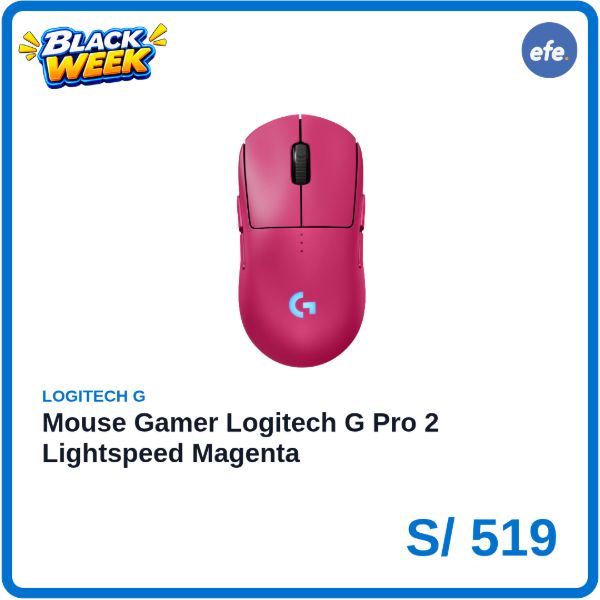 BLACK
WEEK
efe.
G
LOGITECH G
Mouse Gamer Logitech G Pro 2
Lightspeed Magenta
S/ 519